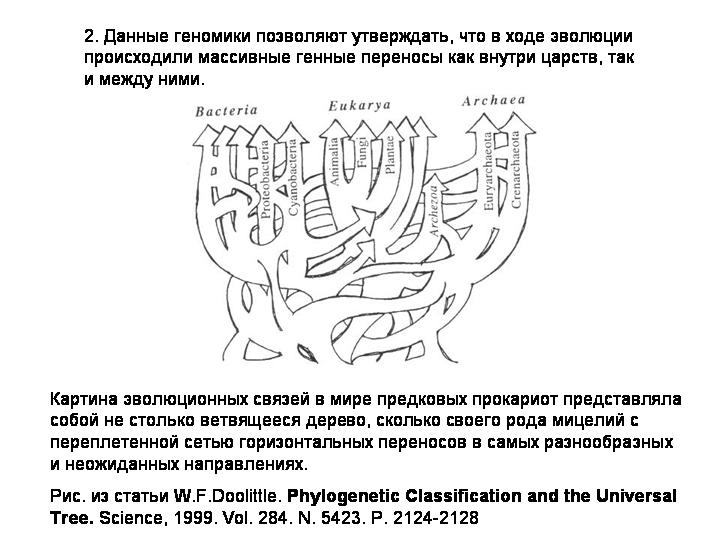 2. Данные геномики позволяют утверждать, что в ходе эволюции
происходили массивные генные переносы как внутри царств, так
и между ними.
Bacteria
Eukarya
Archaea
Proteobacteria
Cyanobacteria
Animalia
Fungi
Plantae
Archezoa
Euryarchaeota
Crenarchaeota
Картина эволюционных связей в мире предковых прокариот представляла
собой не столько ветвящееся дерево, сколько своего рода мицелий с
переплетенной сетью горизонтальных переносов в самых разнообразных
и неожиданных направлениях.
Рис. из статьи W.F.Doolittle. Phylogenetic Classification and the Universal
Tree. Science, 1999. Vol. 284. N. 5423. P. 2124-2128